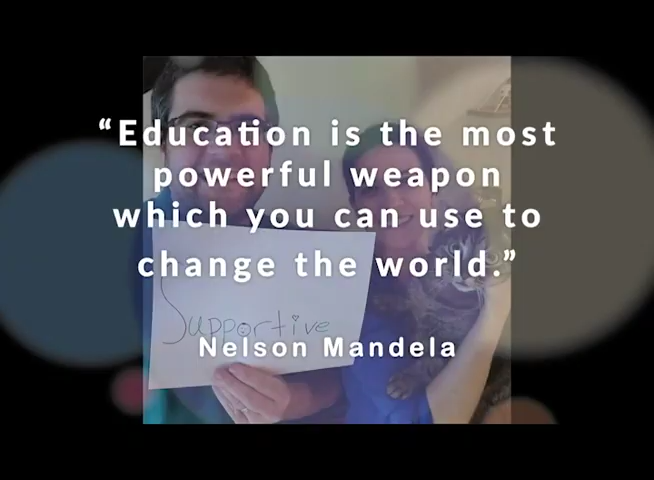 “Education is the most
powerful weapon
which you can use to
change the world.”
Supportive
Nelson Mandela